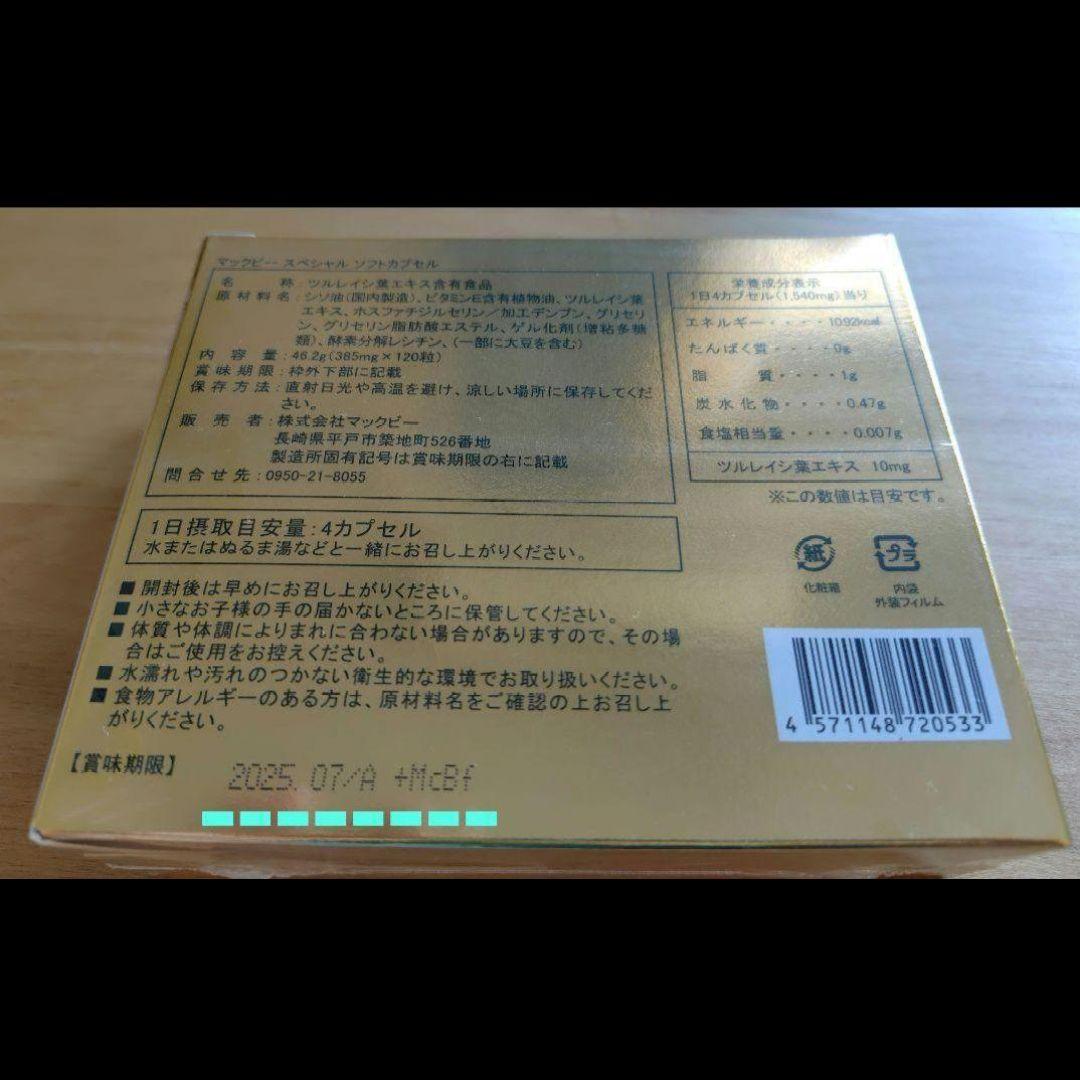 マックビー スペシャル ソフトカプセル
名 称:ツルレイシ葉エキス含有食品
原材料名:シソ油(国内製造)、ビタミンE含有植物油、ツルレイシ葉
エキス、ホスファチジルセリン/加工デンプン、グリセリ
ン、グリセリン脂肪酸エステル、ゲル化剤(増粘多糖
類)、酵素分解レシチン、(一部に大豆を含む)
内容量:46.2g(385mg×120粒)
賞味期限:枠外下部に記載
保存方法:直射日光や高温を避け、涼しい場所に保存してくだ
さい。
販売者:株式会社マックビー
長崎県平戸市築地町526番地
製造所固有記号は賞味期限の右に記載
問合せ先:0950-21-8055
栄養成分表示
1日4カプセル(1,540mg)当り
エネルギー・・・・10.92kcal
たんぱく質・・・・0g
脂 質・・・・1g
炭水化物・・・・0.47g
食塩相当量・・・・0.007g
ツルレイシ葉エキス 10mg
※この数値は目安です。
1日摂取目安量:4カプセル
水またはぬるま湯などと一緒にお召し上がりください。
■開封後は早めにお召し上がりください。
■小さなお子様の手の届かないところに保管してください。
■体質や体調によりまれに合わない場合がありますので、その場
合はご使用をお控えください。
■水濡れや汚れのつかない衛生的な環境でお取り扱いください。
■食物アレルギーのある方は、原材料名をご確認の上お召し上
がりください。
紙
化粧箱
プラ
内袋
外装フィルム
4 571148 720533
【賞味期限】
2025.07/A +McBf